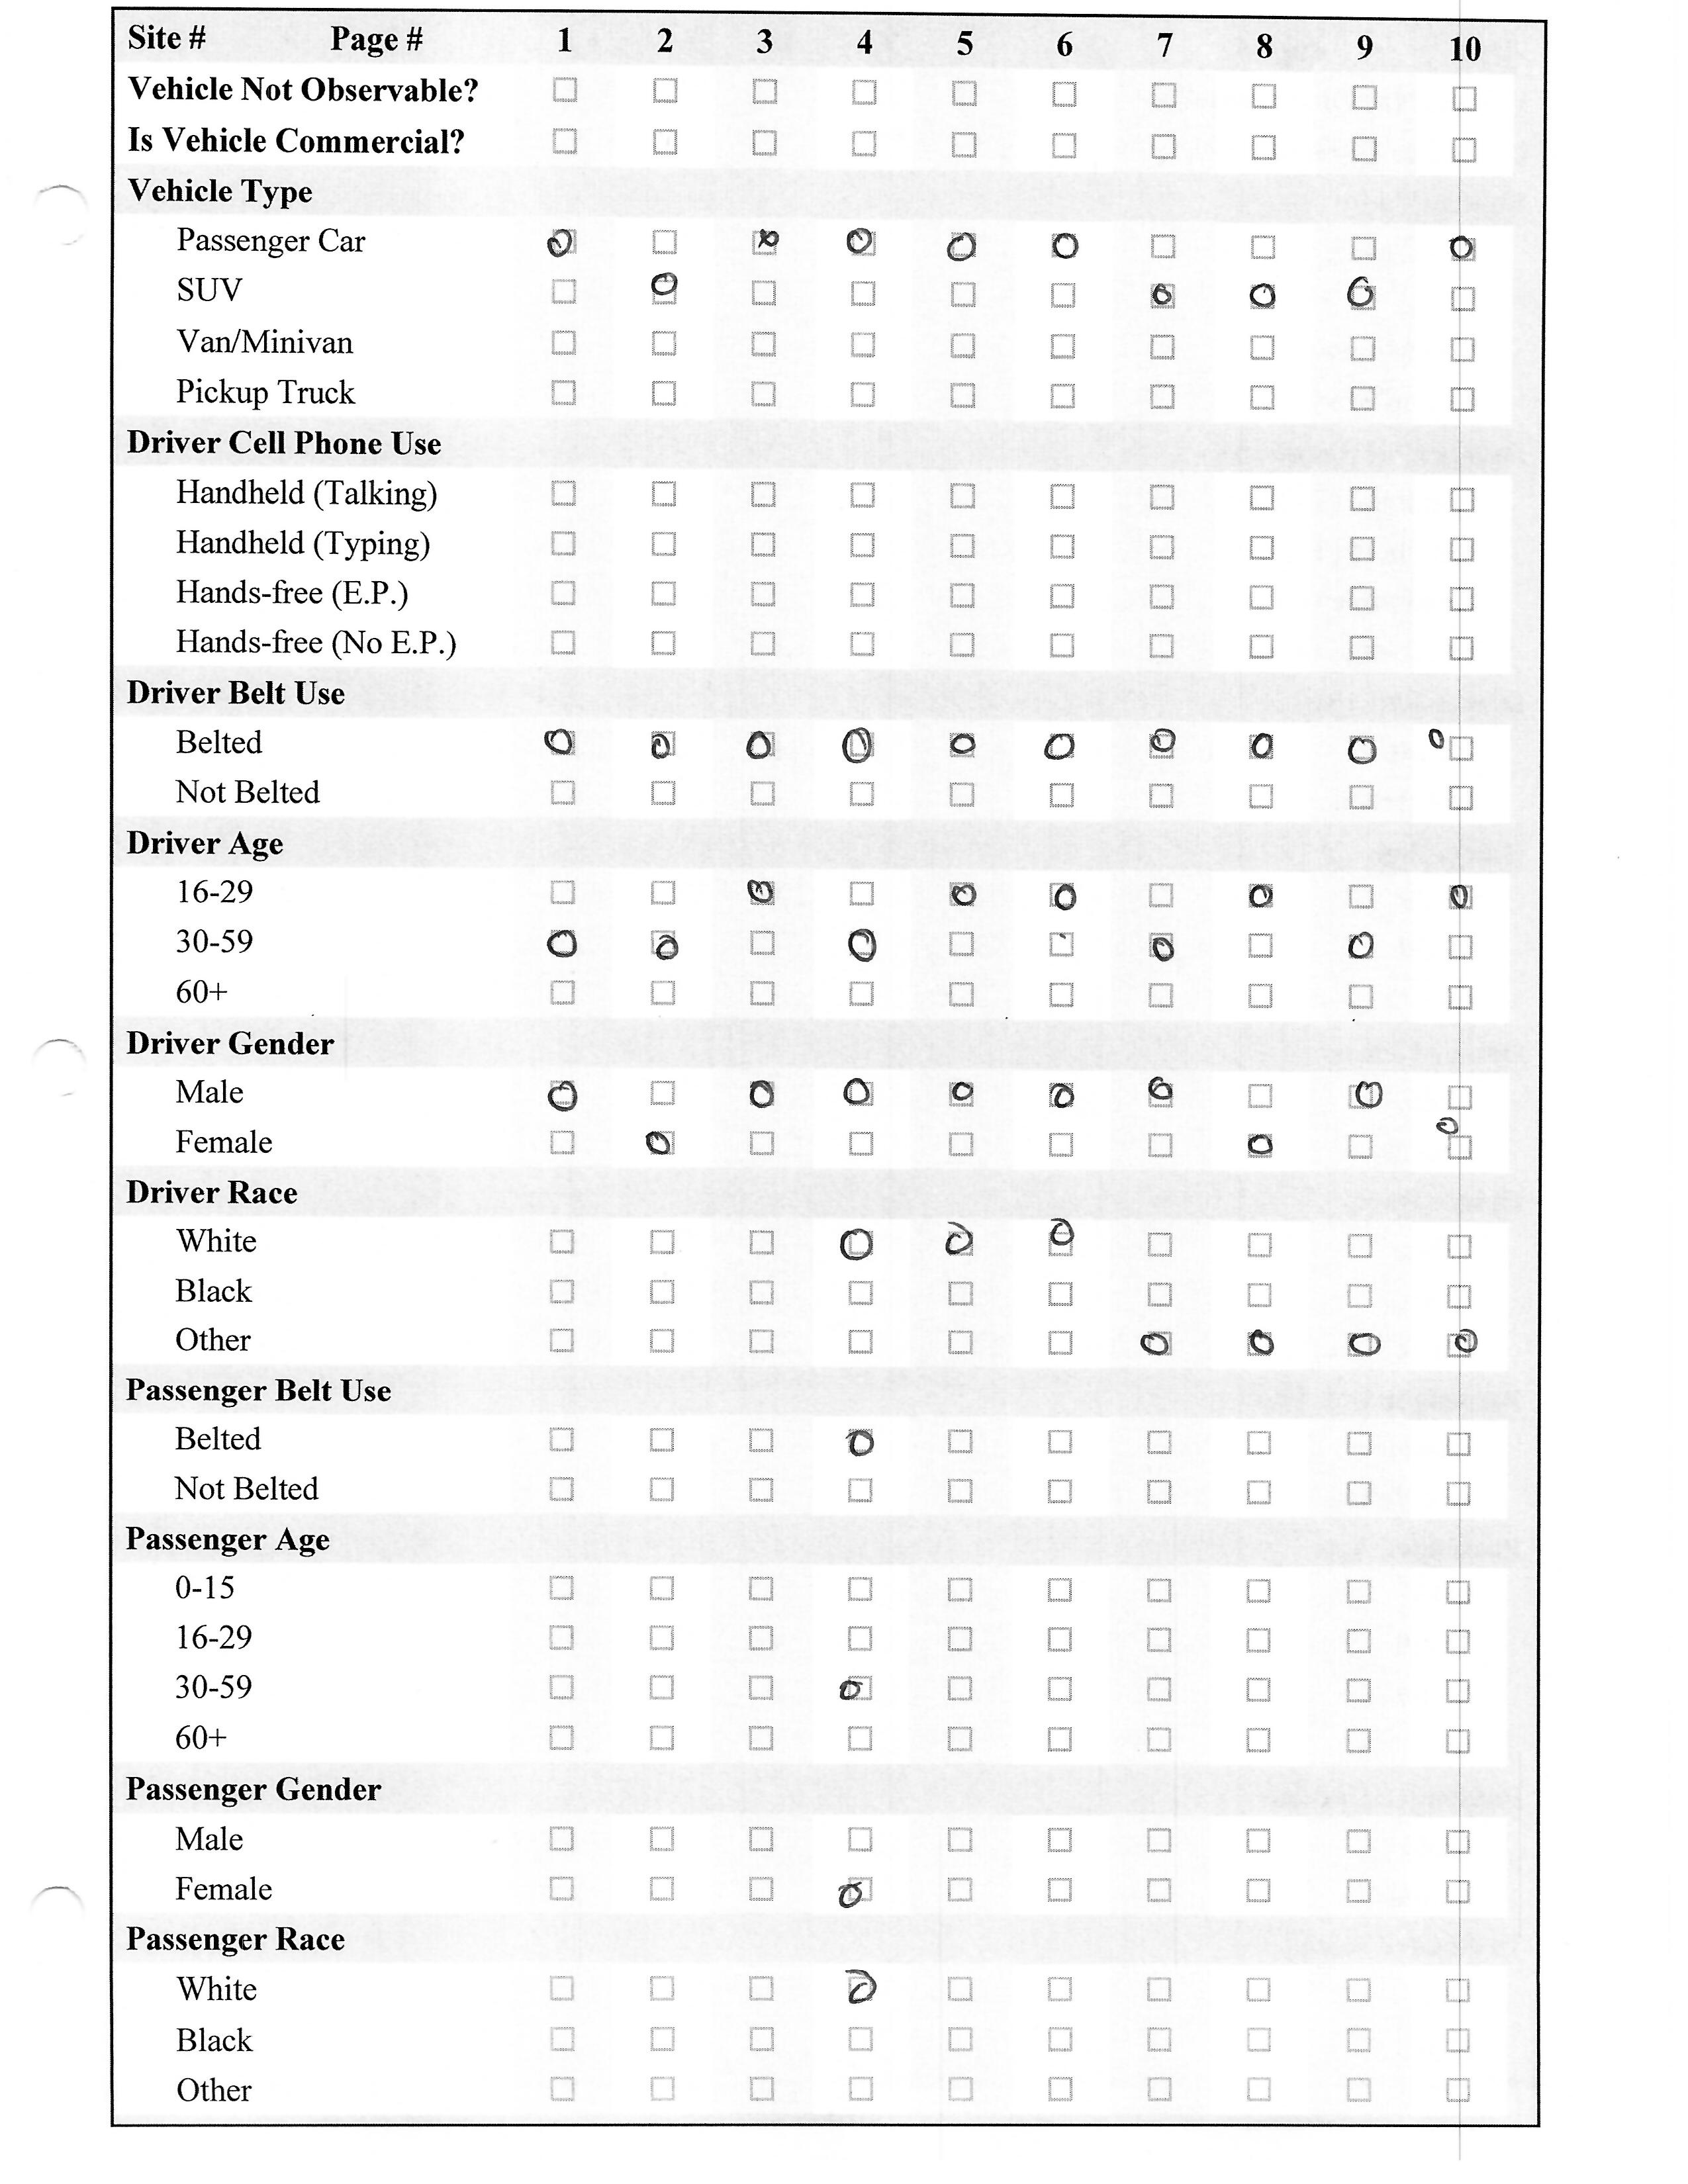 Site # Page # 1 2 3 4 5 6 7 8 9 10
Vehicle Not Observable?
Is Vehicle Commercial?
Vehicle Type
Passenger Car
SUV
Van/Minivan
Pickup Truck
Driver Cell Phone Use
Handheld (Talking)
Handheld (Typing)
Hands-free (E.P.)
Hands-free (No E.P.)
Driver Belt Use
Belted
Not Belted
Driver Age
16-29
30-59
60+
Driver Gender
Male
Female
Driver Race
White
Black
Other
Passenger Belt Use
Belted
Not Belted
Passenger Age
0-15
16-29
30-59
60+
Passenger Gender
Male
Female
Passenger Race
White
Black
Other